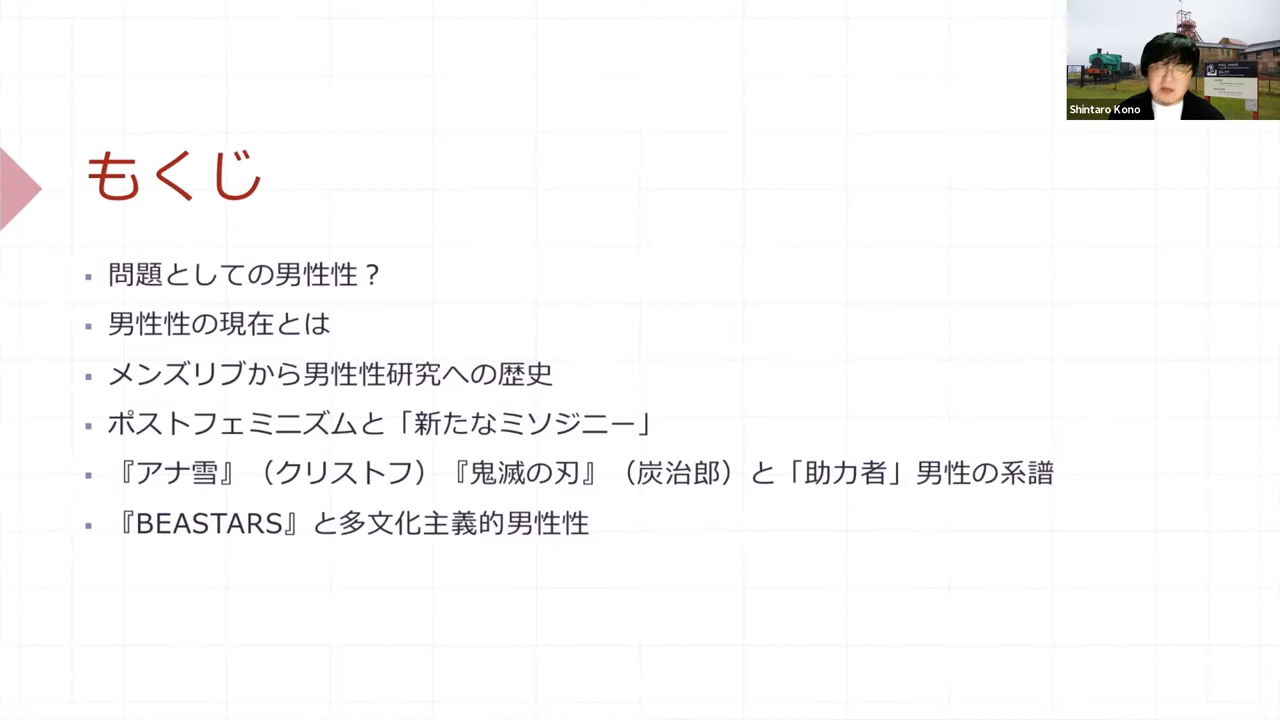 Shintaro Kono
もくじ
▪ 問題としての男性性？
▪ 男性性の現在とは
▪ メンズリブから男性性研究への歴史
▪ ポストフェミニズムと「新たなミソジニー」
▪ 『アナ雪』（クリストフ）『鬼滅の刃』（炭治郎）と「助力者」男性の系譜
▪ 『BEASTARS』と多文化主義的男性性